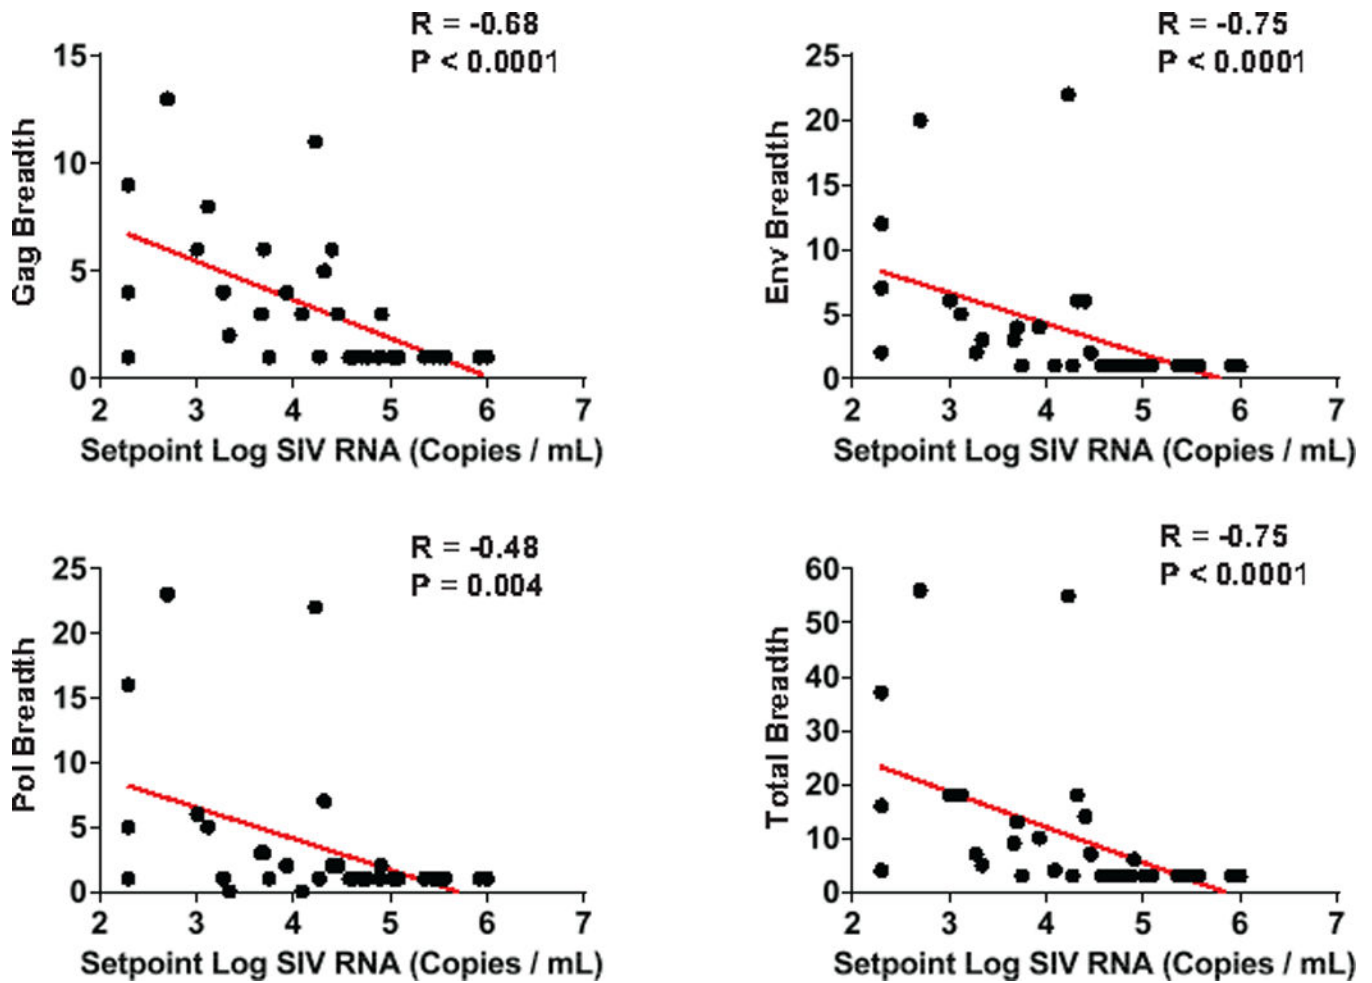 R = -0.68
P < 0.0001
15
10
5
0
Gag Breadth
2 3 4 5 6 7
Setpoint Log SIV RNA (Copies / mL)
R = -0.75
P < 0.0001
25
20
15
10
5
0
Env Breadth
2 3 4 5 6 7
Setpoint Log SIV RNA (Copies / mL)
R = -0.48
P = 0.004
25
20
15
10
5
0
Pol Breadth
2 3 4 5 6 7
Setpoint Log SIV RNA (Copies / mL)
R = -0.75
P < 0.0001
60
50
40
30
20
10
0
Total Breadth
2 3 4 5 6 7
Setpoint Log SIV RNA (Copies / mL)